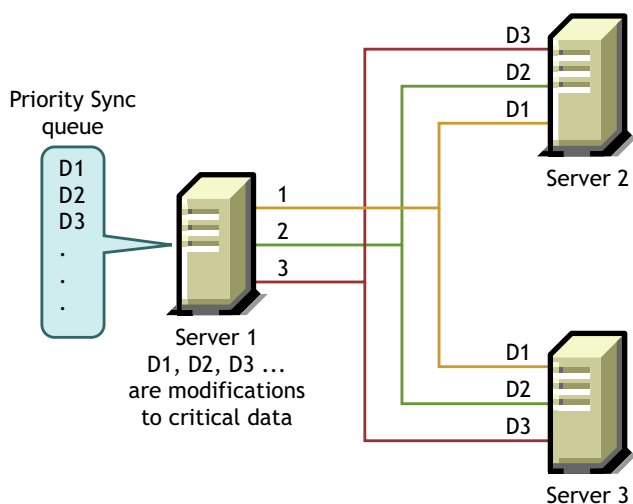 Priority Sync
queue
D1
D2
D3
.
.
.
1
2
3
Server 1
D1, D2, D3 ...
are modifications
to critical data
D3
D2
D1
Server 2
D1
D2
D3
Server 3